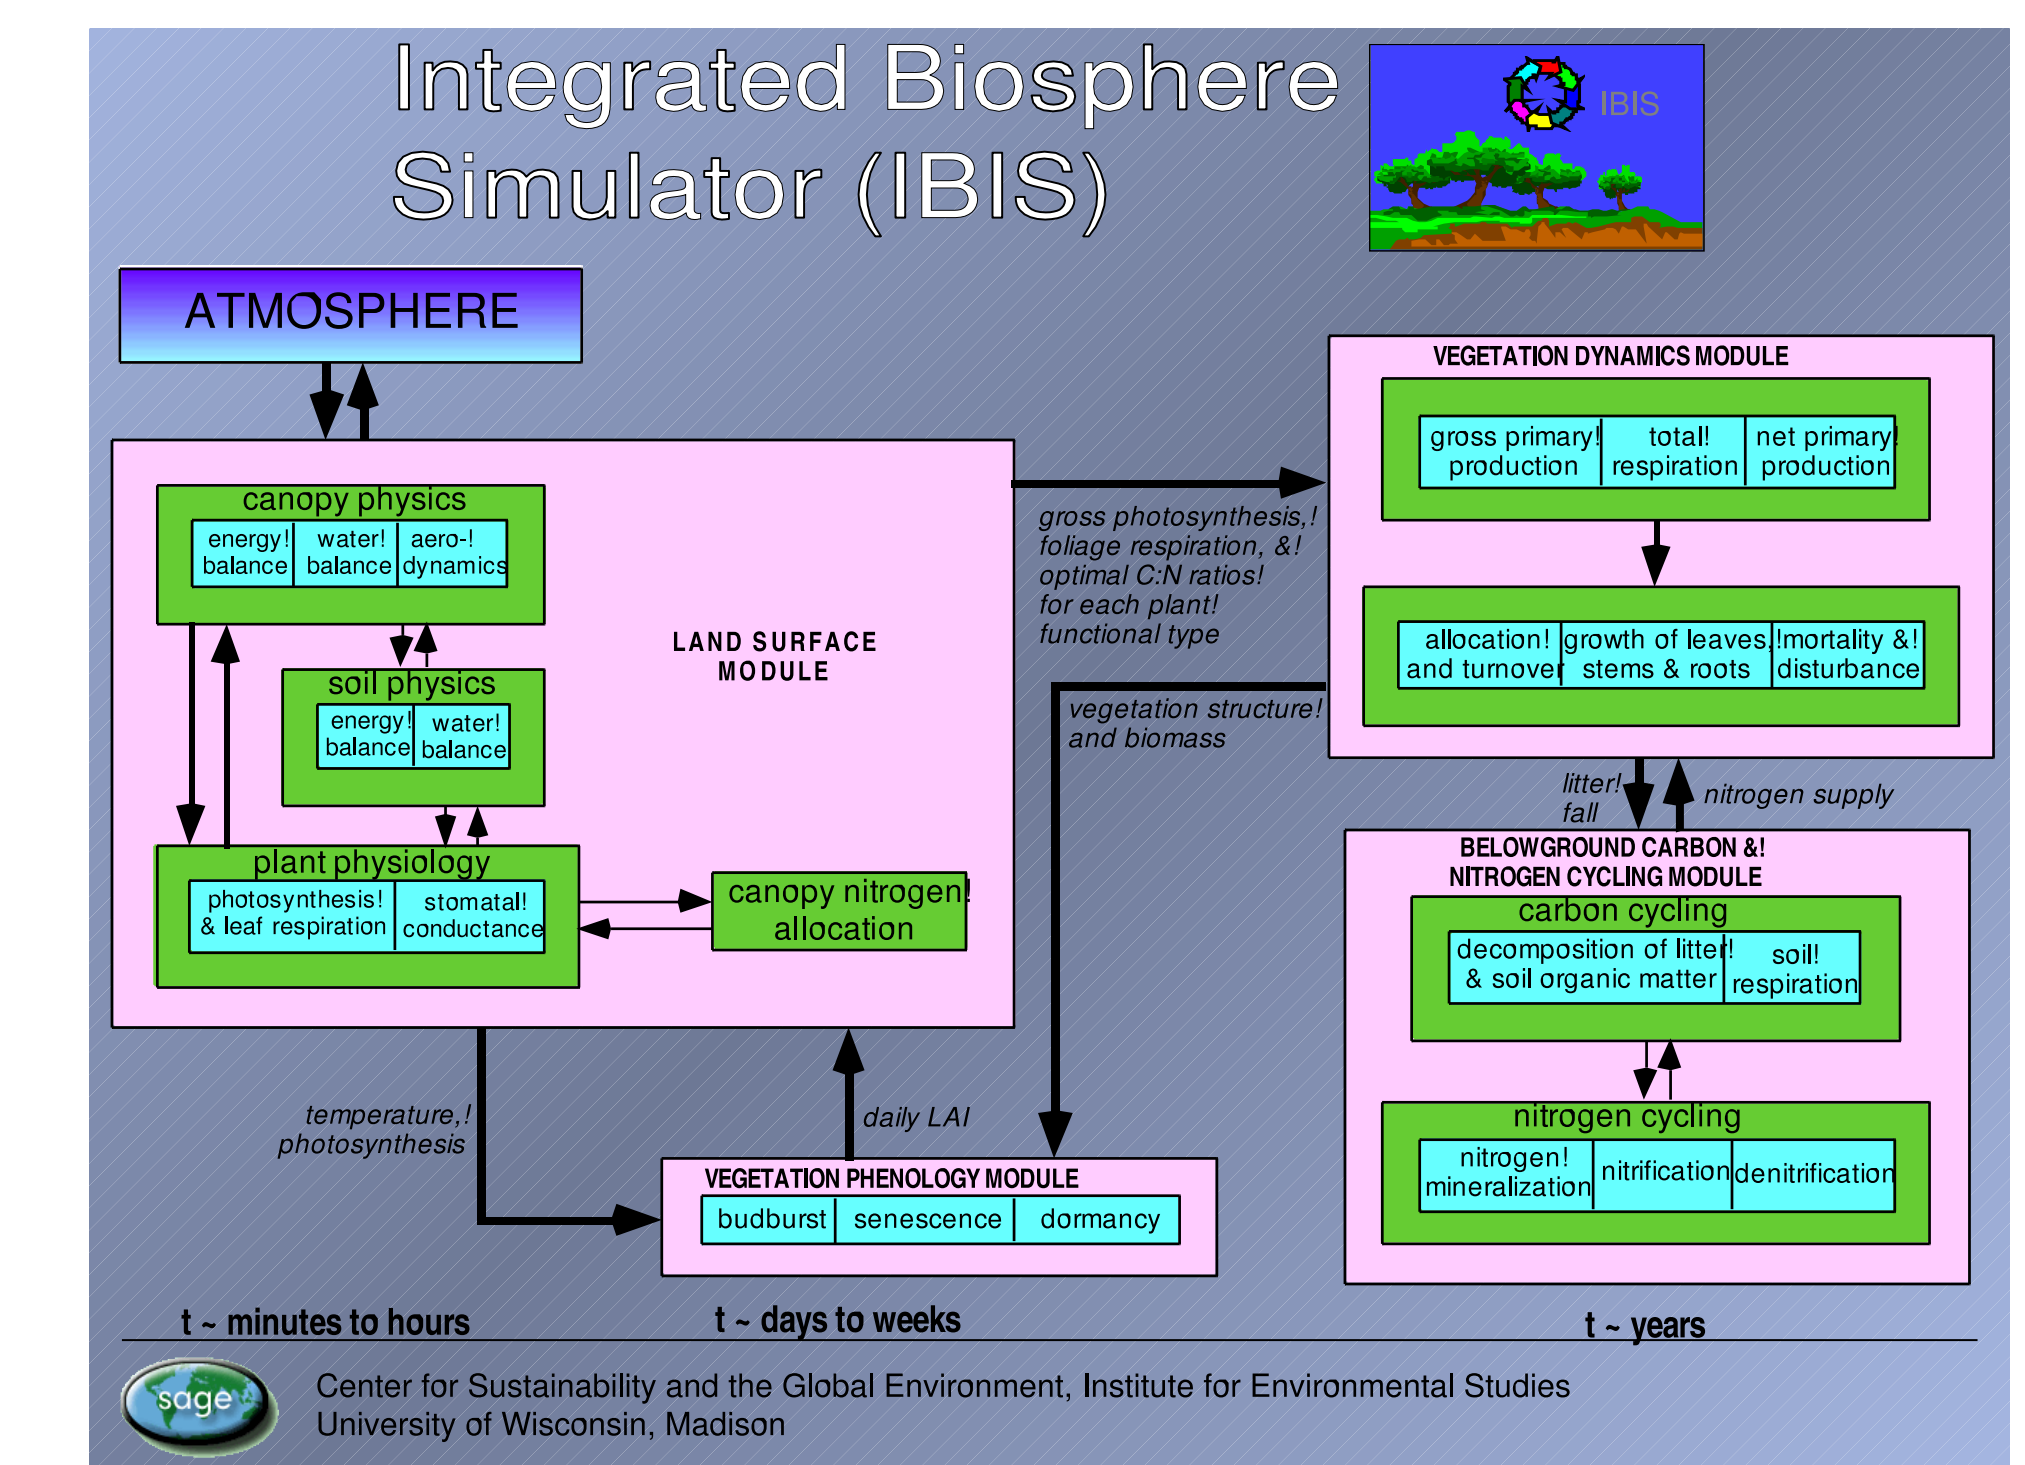 Integrated Biosphere
Simulator (IBIS)
IBIS
ATMOSPHERE
LAND SURFACE
MODULE
canopy physics
energy! water! aero-!
balance balance dynamics
soil physics
energy! water!
balance balance
plant physiology
photosynthesis! stomatal!
& leaf respiration conductance
canopy nitrogen!
allocation
gross photosynthesis,!
foliage respiration, &!
optimal C:N ratios!
for each plant!
functional type
vegetation structure!
and biomass
VEGETATION DYNAMICS MODULE
gross primary! total! net primary!
production respiration production
allocation! growth of leaves, !mortality &!
and turnover stems & roots disturbance
litter!
fall
nitrogen supply
BELOWGROUND CARBON &!
NITROGEN CYCLING MODULE
carbon cycling
decomposition of litter! soil!
& soil organic matter respiration
nitrogen cycling
nitrogen! nitrification denitrification
mineralization
temperature,!
photosynthesis
daily LAI
VEGETATION PHENOLOGY MODULE
budburst senescence dormancy
t ~ minutes to hours t ~ days to weeks t ~ years
sage
Center for Sustainability and the Global Environment, Institute for Environmental Studies
University of Wisconsin, Madison